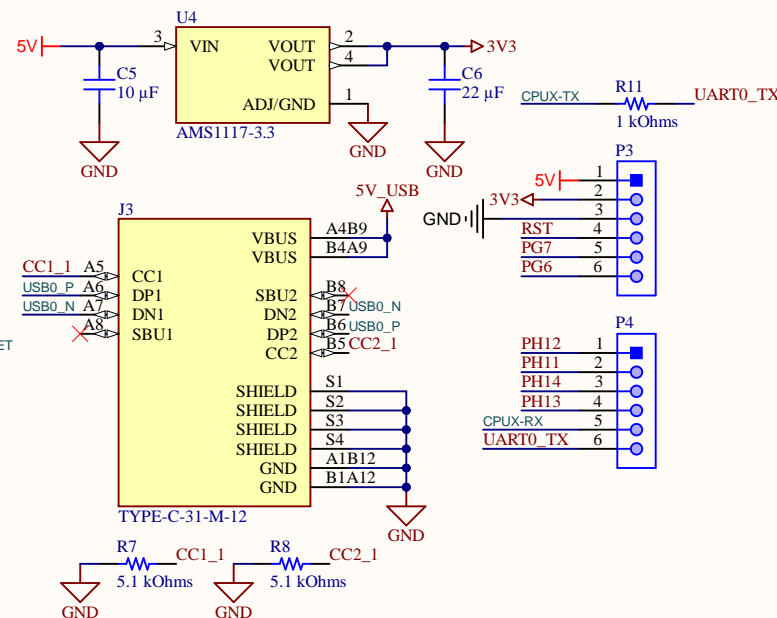 U4
5V
3
VIN
VOUT
2
3V3
VOUT
4
C5
10 µF
C6
22 µF
ADJ/GND
1
AMS1117-3.3
GND
GND
GND
R11
CPUX-TX
UART0_TX
1 kOhms
J3
5V_USB
VBUS
A4B9
VBUS
B4A9
CC1_1
A5
CC1
USB0_P
A6
DP1
USB0_N
A7
DN1
A8
SBU1
SBU2
B8
DN2
B7
USB0_N
DP2
B6
USB0_P
CC2
B5
CC2_1
SHIELD
S1
SHIELD
S2
SHIELD
S3
SHIELD
S4
GND
A1B12
GND
B1A12
TYPE-C-31-M-12
GND
ET
P3
5V
1
3V3
2
GND
3
RST
4
PG7
5
PG6
6
P4
PH12
1
PH11
2
PH14
3
PH13
4
CPUX-RX
5
UART0_TX
6
R7
CC1_1
5.1 kOhms
GND
R8
CC2_1
5.1 kOhms
GND